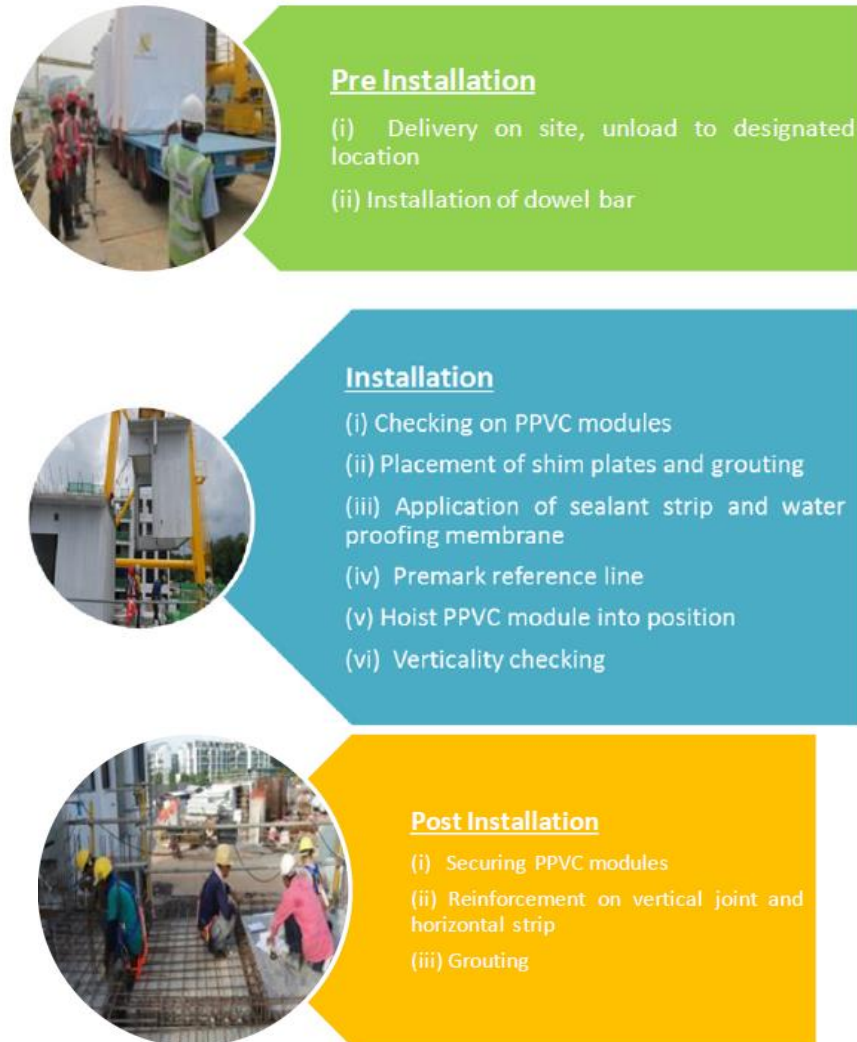 Pre Installation
(i) Delivery on site, unload to designated
location
(ii) Installation of dowel bar
Installation
(i) Checking on PPVC modules
(ii) Placement of shim plates and grouting
(iii) Application of sealant strip and water
proofing membrane
(iv) Premark reference line
(v) Hoist PPVC module into position
(vi) Verticality checking
Post Installation
(i) Securing PPVC modules
(ii) Reinforcement on vertical joint and
horizontal strip
(iii) Grouting